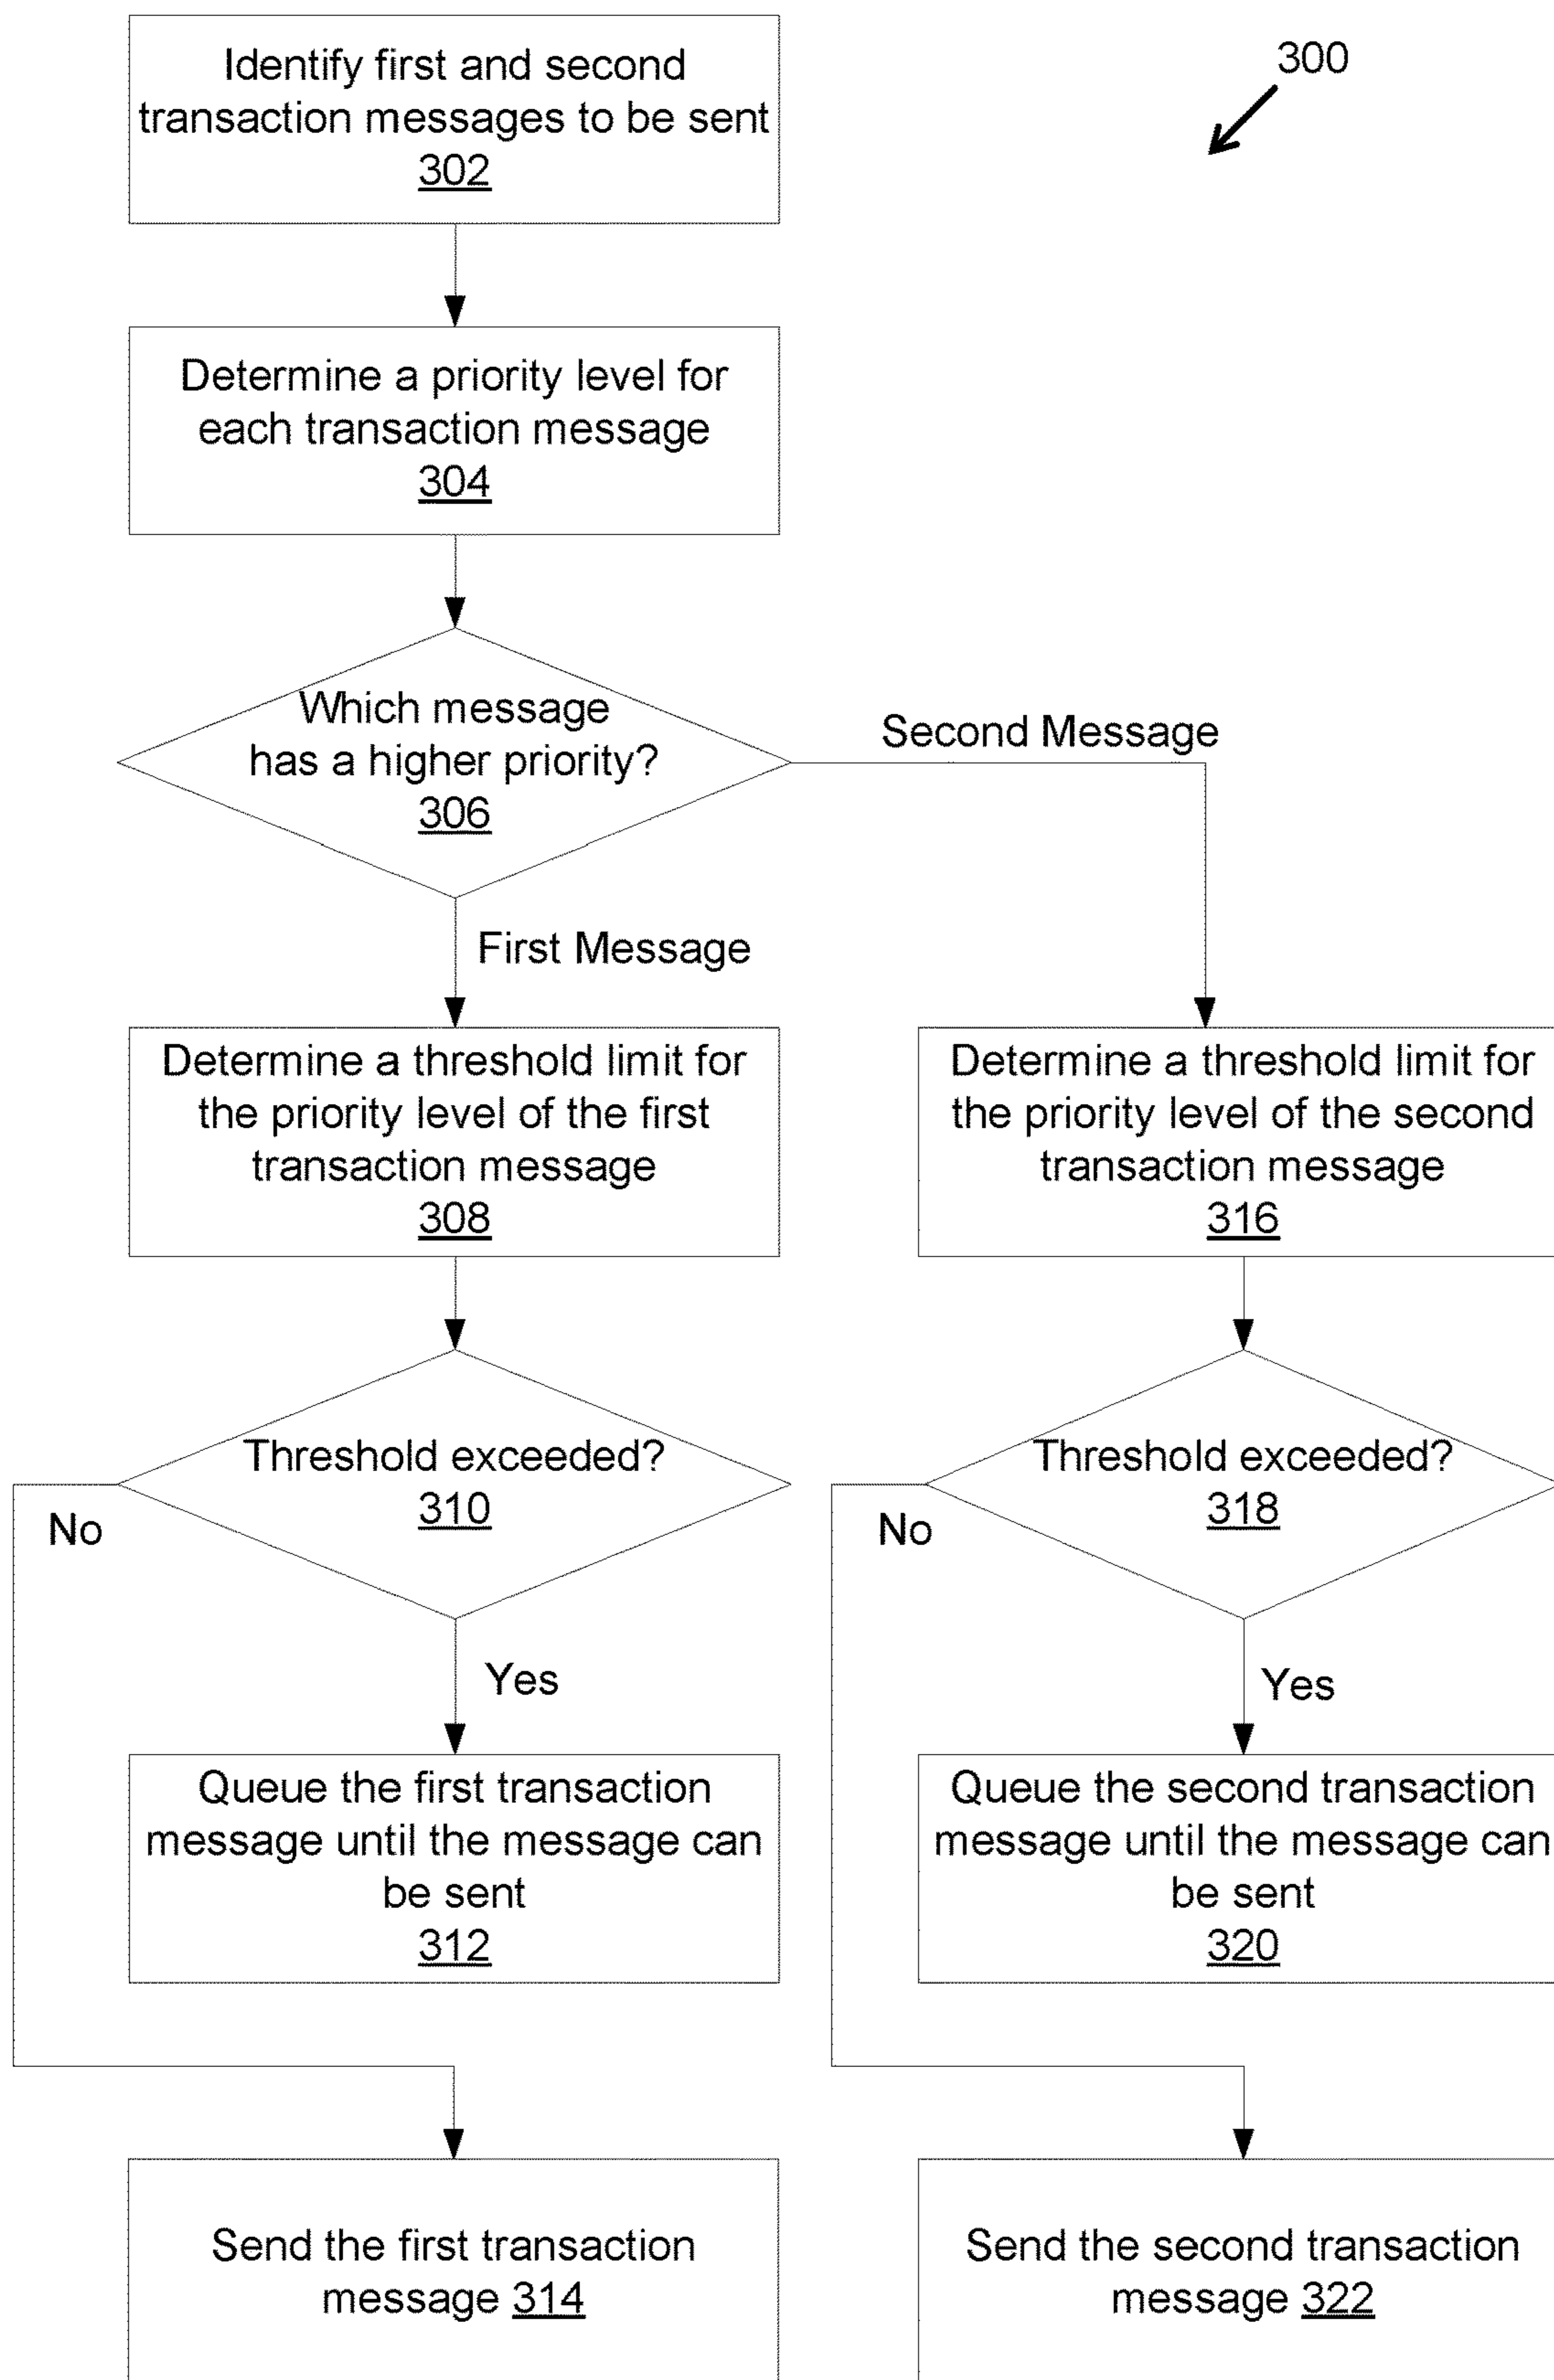 300
Identify first and second
transaction messages to be sent
302
Determine a priority level for
each transaction message
304
Which message
has a higher priority?
306
Second Message
First Message
Determine a threshold limit for
the priority level of the first
transaction message
308
Determine a threshold limit for
the priority level of the second
transaction message
316
Threshold exceeded?
310
No
Yes
Threshold exceeded?
318
No
Yes
Queue the first transaction
message until the message can
be sent
312
Queue the second transaction
message until the message can
be sent
320
Send the first transaction
message 314
Send the second transaction
message 322